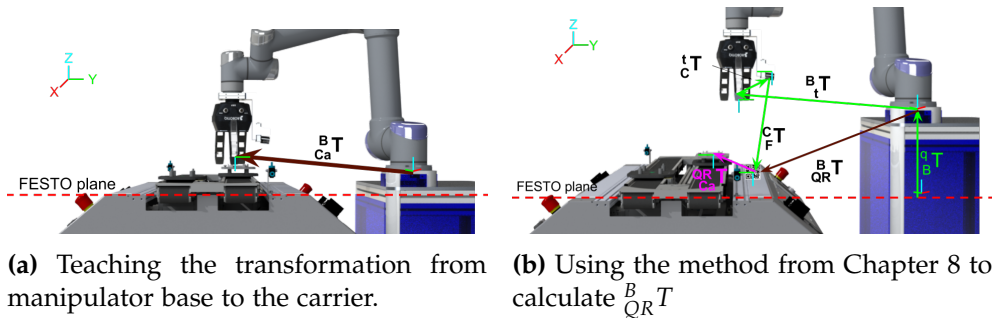 Z
Y
X
B
Ca T
FESTO plane
Z
Y
X
t
C T
B
t T
C
F T
B
QR T
QR
Ca T
q
B T
FESTO plane
(a) Teaching the transformation from
manipulator base to the carrier.
(b) Using the method from Chapter 8 to
calculate B QR T